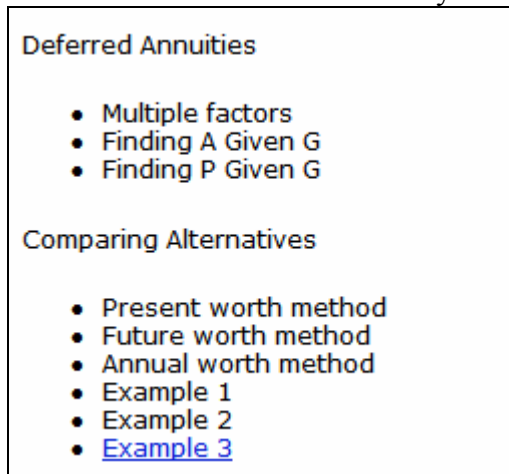 Deferred Annuities
• Multiple factors
• Finding A Given G
• Finding P Given G
Comparing Alternatives
• Present worth method
• Future worth method
• Annual worth method
• Example 1
• Example 2
• Example 3